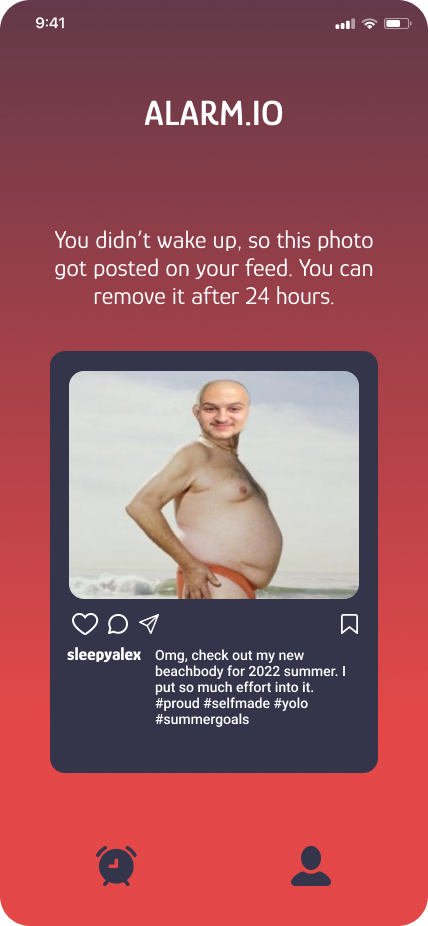 9:41
ALARM.IO
You didn't wake up, so this photo
got posted on your feed. You can
remove it after 24 hours.
sleepyalex
Omg, check out my new
beachbody for 2022 summer. I
put so much effort into it.
#proud #selfmade #yolo
#summergoals